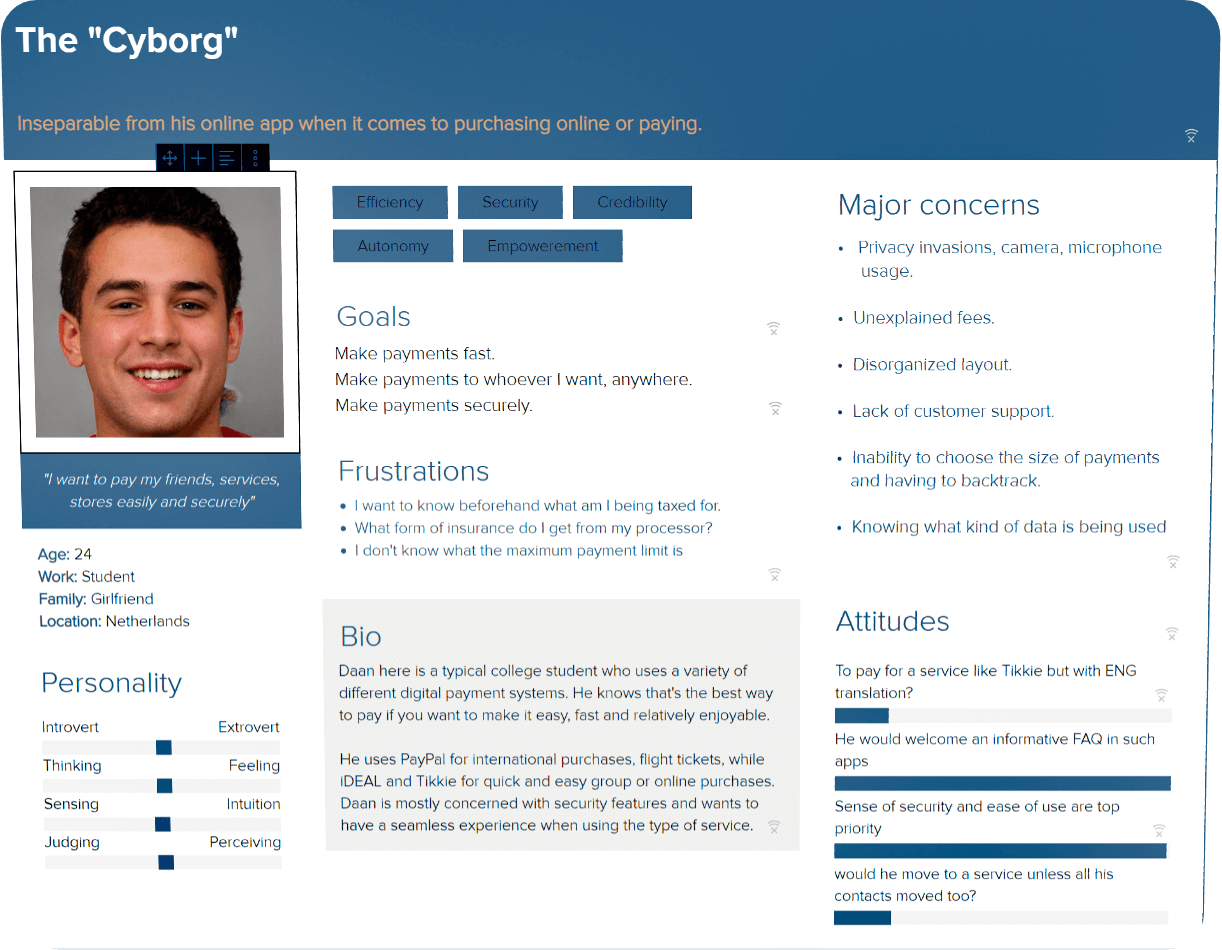 The "Cyborg"
Inseparable from his online app when it comes to purchasing online or paying.
"I want to pay my friends, services,
stores easily and securely"
Age: 24
Work: Student
Family: Girlfriend
Location: Netherlands
Personality
Introvert Extrovert
Thinking Feeling
Sensing Intuition
Judging Perceiving
Efficiency Security Credibility
Autonomy Empowerement
Goals
Make payments fast.
Make payments to whoever I want, anywhere.
Make payments securely.
Frustrations
• I want to know beforehand what am I being taxed for.
• What form of insurance do I get from my processor?
• I don't know what the maximum payment limit is
Bio
Daan here is a typical college student who uses a variety of
different digital payment systems. He knows that's the best way
to pay if you want to make it easy, fast and relatively enjoyable.
He uses PayPal for international purchases, flight tickets, while
iDEAL and Tikkie for quick and easy group or online purchases.
Daan is mostly concerned with security features and wants to
have a seamless experience when using the type of service.
Major concerns
• Privacy invasions, camera, microphone
usage.
• Unexplained fees.
• Disorganized layout.
• Lack of customer support.
• Inability to choose the size of payments
and having to backtrack.
• Knowing what kind of data is being used
Attitudes
To pay for a service like Tikkie but with ENG
translation?
He would welcome an informative FAQ in such
apps
Sense of security and ease of use are top
priority
would he move to a service unless all his
contacts moved too?